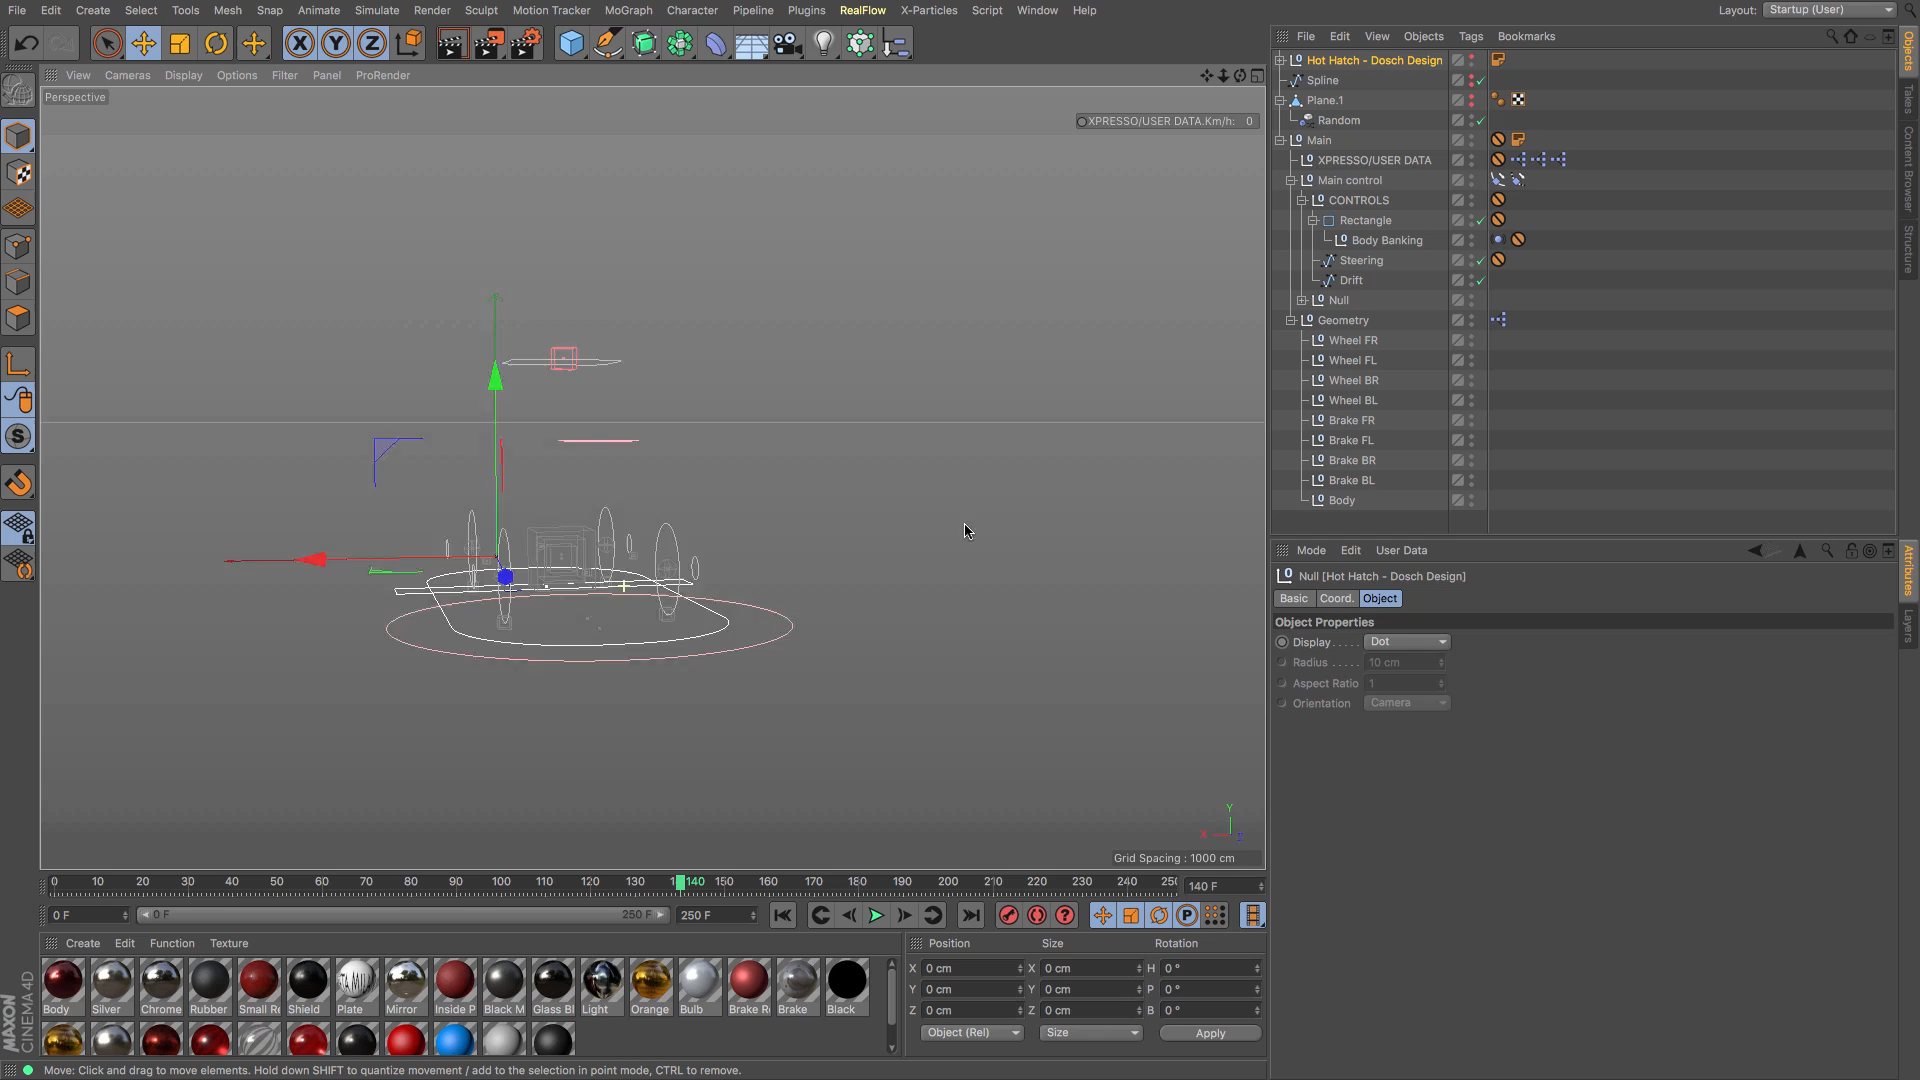 File Edit Create Select Tools Mesh Snap Animate Simulate Render Sculpt Motion Tracker MoGraph Character Pipeline Plugins RealFlow X-Particles Script Window Help Layout: Startup (User)
View Cameras Display Options Filter Panel ProRender
Perspective
XPRESSO/USER DATA.Km/h: 0
X Y Z
Grid Spacing : 1000 cm
File Edit View Objects Tags Bookmarks
Hot Hatch - Dosch Design
Spline
Plane.1
Random
Main
XPRESSO/USER DATA
Main control
CONTROLS
Rectangle
Body Banking
Steering
Drift
Null
Geometry
Wheel FR
Wheel FL
Wheel BR
Wheel BL
Brake FR
Brake FL
Brake BR
Brake BL
Body
Objects
Takes
Content Browser
Structure
Mode Edit User Data
Null [Hot Hatch - Dosch Design]
Basic Coord. Object
Object Properties
Display..... Dot
Radius ..... 10 cm
Aspect Ratio 1
Orientation Camera
Attributes
Layers
0 10 20 30 40 50 60 70 80 90 100 110 120 130 140 150 160 170 180 190 200 210 220 230 240 140 F
0 F 0 F 250 F 250 F
Create Edit Function Texture
Body Silver Chrome Rubber Small Re Shield Plate Mirror Inside P Black M Glass Bl Light Orange Bulb Brake Re Brake Black
Position Size Rotation
X 0 cm X 0 cm H 0 °
Y 0 cm Y 0 cm P 0 °
Z 0 cm Z 0 cm B 0 °
Object (Rel) Size Apply
MAXON
CINEMA 4D
Move: Click and drag to move elements. Hold down SHIFT to quantize movement / add to the selection in point mode, CTRL to remove.